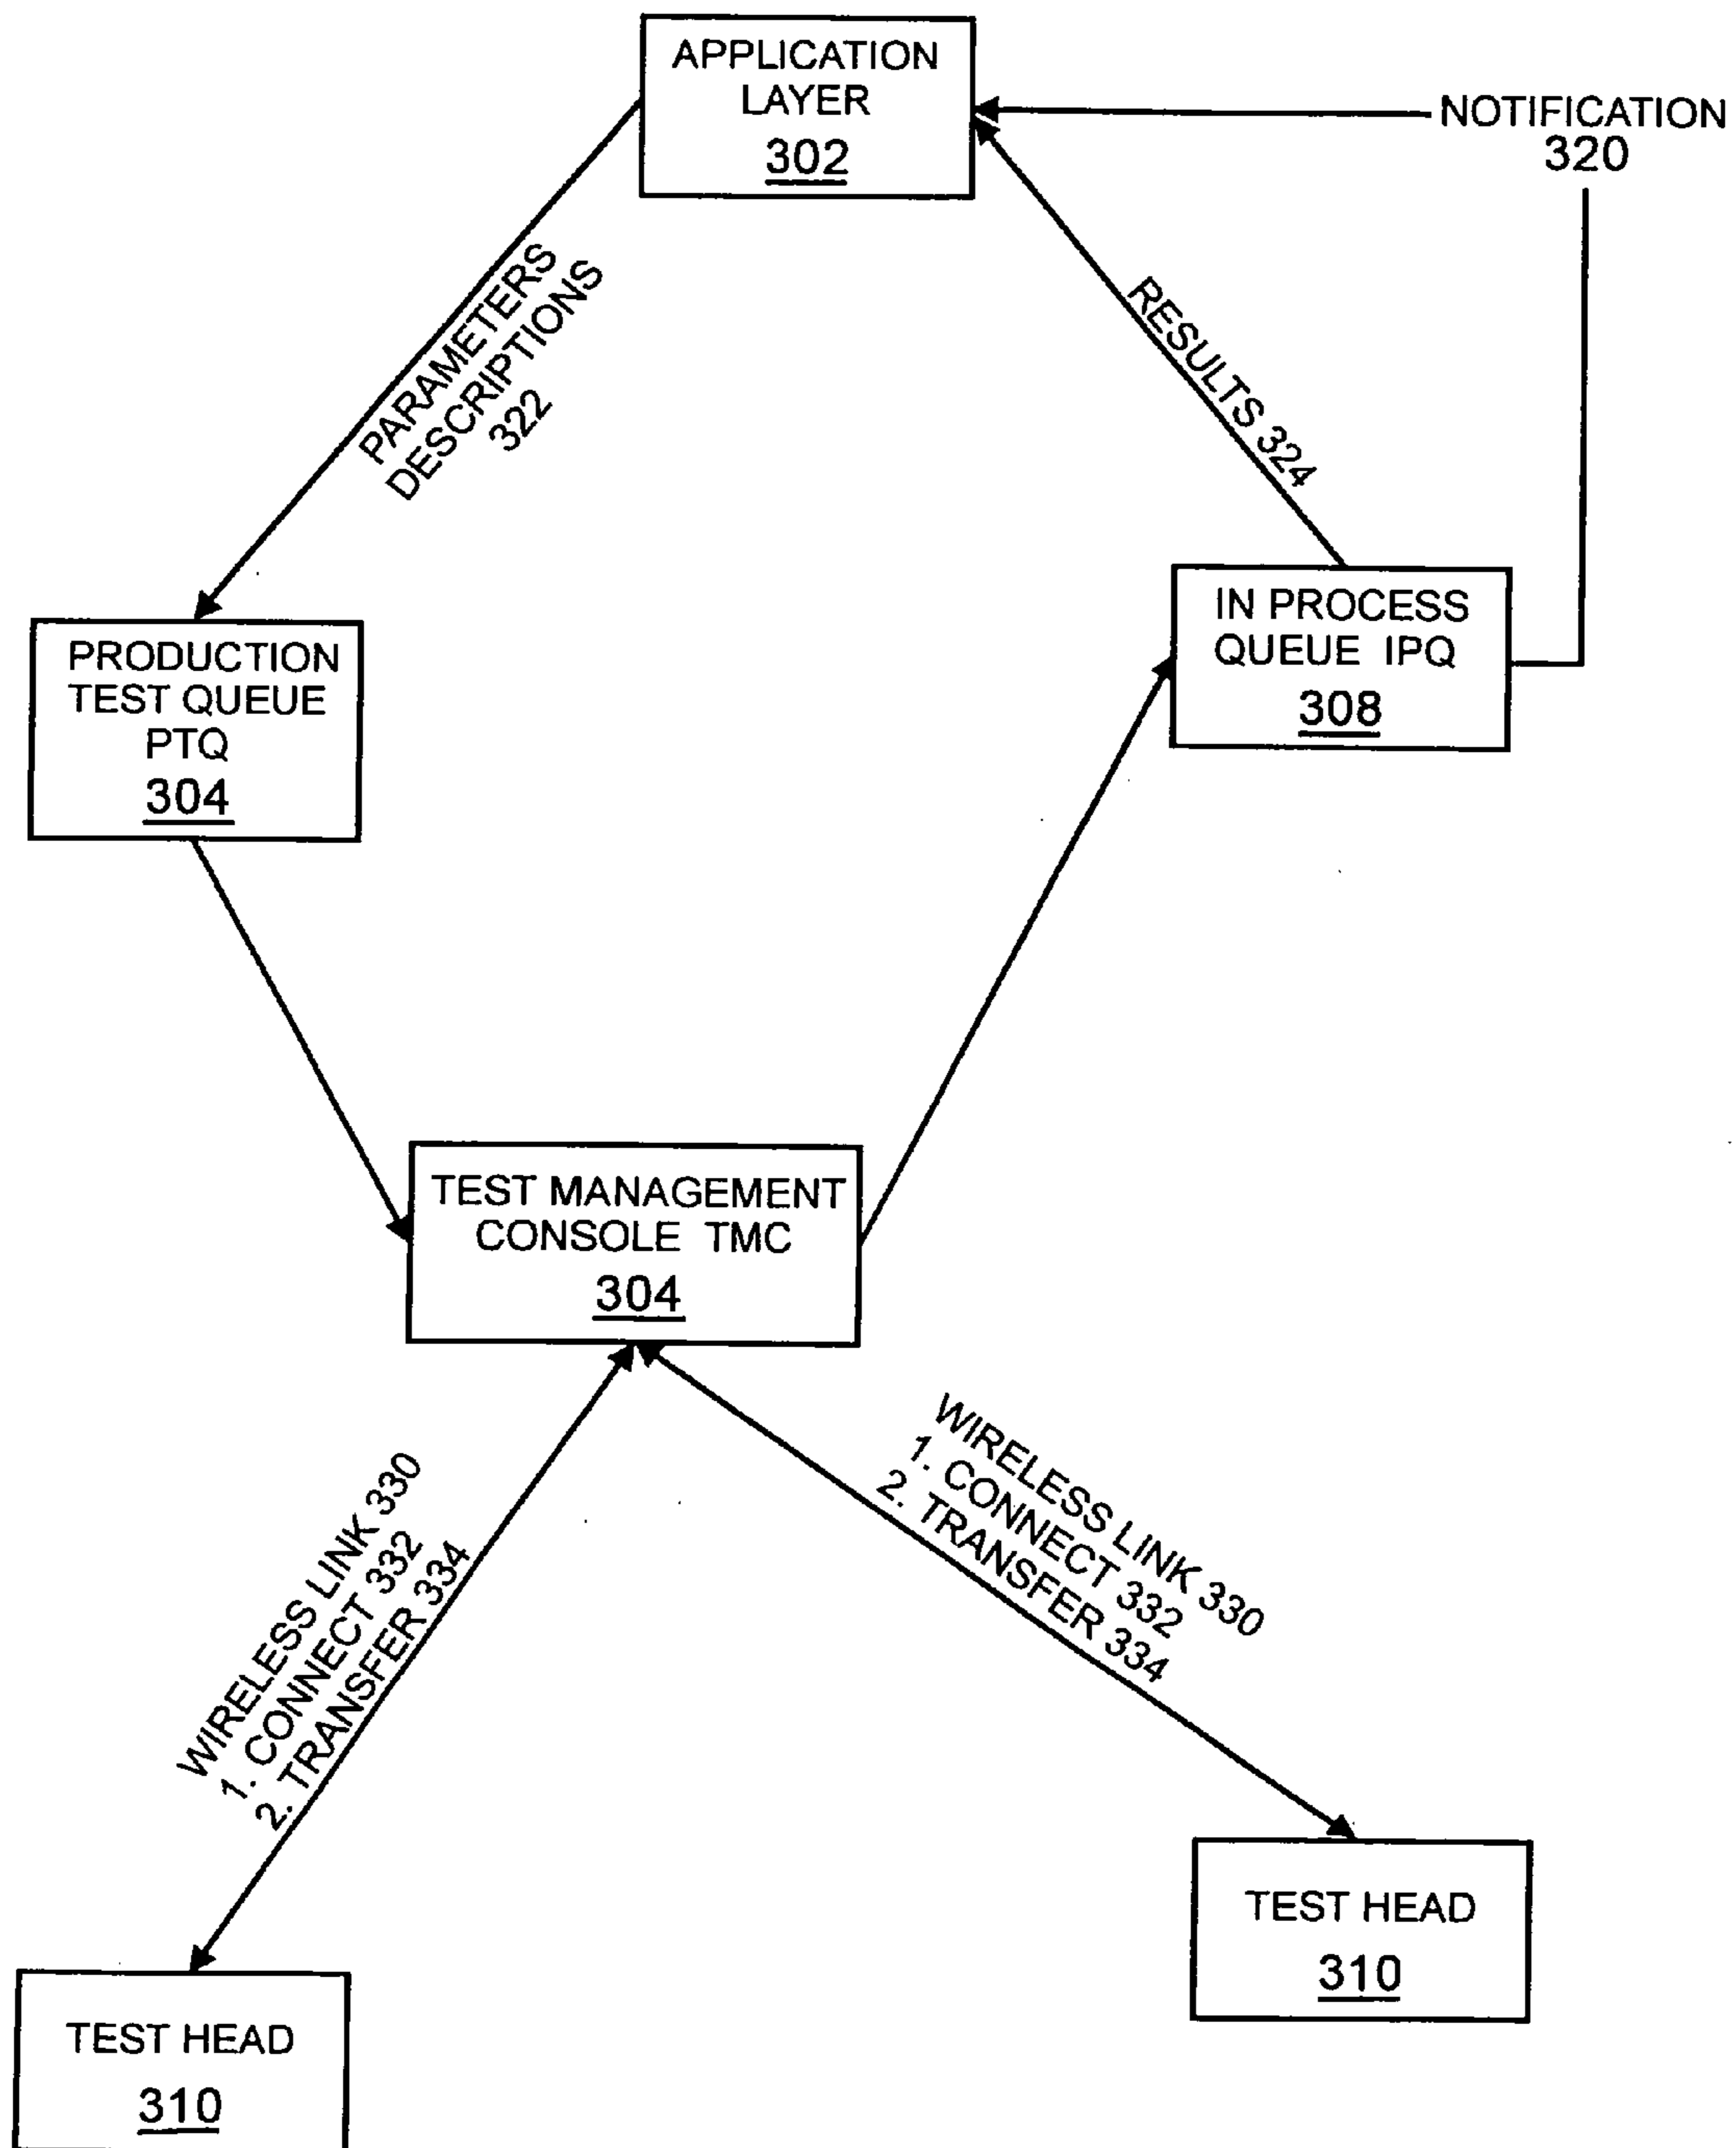 APPLICATION
LAYER
302
NOTIFICATION
320
PARAMETERS
DESCRIPTIONS
322
RESULTS 324
PRODUCTION
TEST QUEUE
PTQ
304
IN PROCESS
QUEUE IPQ
308
TEST MANAGEMENT
CONSOLE TMC
304
WIRELESS LINK 330
1. CONNECT 332
2. TRANSFER 334
WIRELESS LINK 330
1. CONNECT 332
2. TRANSFER 334
TEST HEAD
310
TEST HEAD
310